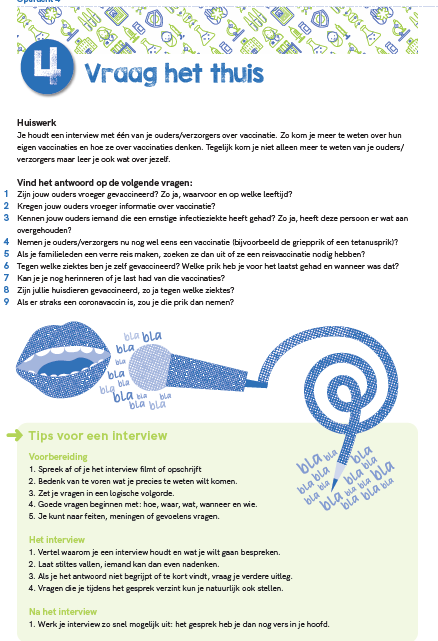 Opdracht 4
4 Vraag het thuis
Huiswerk
Je houdt een interview met één van je ouders/verzorgers over vaccinatie. Zo kom je meer te weten over hun
eigen vaccinaties en hoe ze over vaccinaties denken. Tegelijk kom je niet alleen meer te weten van je ouders/
verzorgers maar leer je ook wat over jezelf.
Vind het antwoord op de volgende vragen:
1 Zijn jouw ouders vroeger gevaccineerd? Zo ja, waarvoor en op welke leeftijd?
2 Kregen jouw ouders vroeger informatie over vaccinatie?
3 Kennen jouw ouders iemand die een ernstige infectieziekte heeft gehad? Zo ja, heeft deze persoon er wat aan
overgehouden?
4 Nemen je ouders/verzorgers nu nog wel eens een vaccinatie (bijvoorbeeld de griepprik of een tetanusprik)?
5 Als je familieleden een verre reis maken, zoeken ze dan uit of ze een reisvaccinatie nodig hebben?
6 Tegen welke ziektes ben je zelf gevaccineerd? Welke prik heb je voor het laatst gehad en wanneer was dat?
7 Kan je je nog herinneren of je last had van die vaccinaties?
8 Zijn jullie huisdieren gevaccineerd, zo ja tegen welke ziektes?
9 Als er straks een coronavaccin is, zou je die prik dan nemen?
bla bla
bla
bla bla
bla
bla bla
bla bla bla
bla bla
Tips voor een interview
Voorbereiding
1. Spreek af of je het interview filmt of opschrijft
2. Bedenk van te voren wat je precies te weten wilt komen.
3. Zet je vragen in een logische volgorde.
4. Goede vragen beginnen met: hoe, waar, wat, wanneer en wie.
5. Je kunt naar feiten, meningen of gevoelens vragen.
bla bla bla
bla bla bla bla
bla bla bla bla
bla bla bla bla
bla bla bla
Het interview
1. Vertel waarom je een interview houdt en wat je wilt gaan bespreken.
2. Laat stiltes vallen, iemand kan dan even nadenken.
3. Als je het antwoord niet begrijpt of te kort vindt, vraag je verdere uitleg.
4. Vragen die je tijdens het gesprek verzint kun je natuurlijk ook stellen.
Na het interview
1. Werk je interview zo snel mogelijk uit: het gesprek heb je dan nog vers in je hoofd.